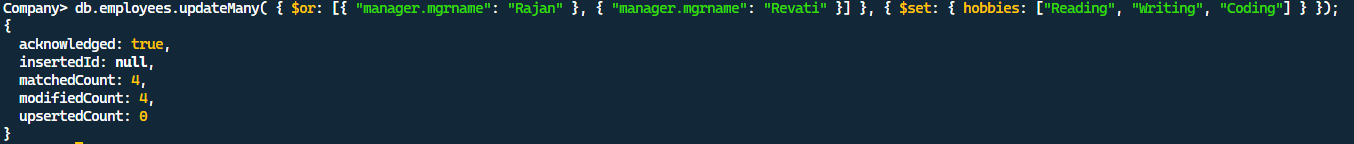 Company> db.employees.updateMany( { $or: [{ "manager.mgrname": "Rajan" }, { "manager.mgrname": "Revati" }] }, { $set: { hobbies: ["Reading", "Writing", "Coding"] } });
{
  acknowledged: true,
  insertedId: null,
  matchedCount: 4,
  modifiedCount: 4,
  upsertedCount: 0
}